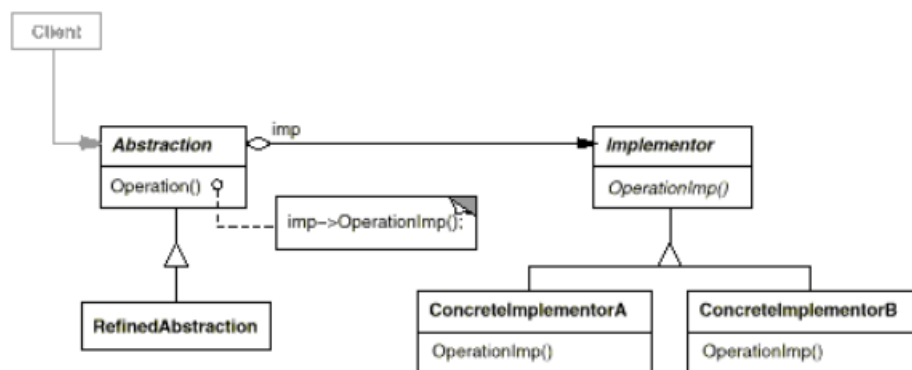 Client
imp
Abstraction
Implementor
Operation()
OperationImp()
imp->OperationImp();
RefinedAbstraction
ConcreteImplementorA
ConcreteImplementorB
OperationImp()
OperationImp()